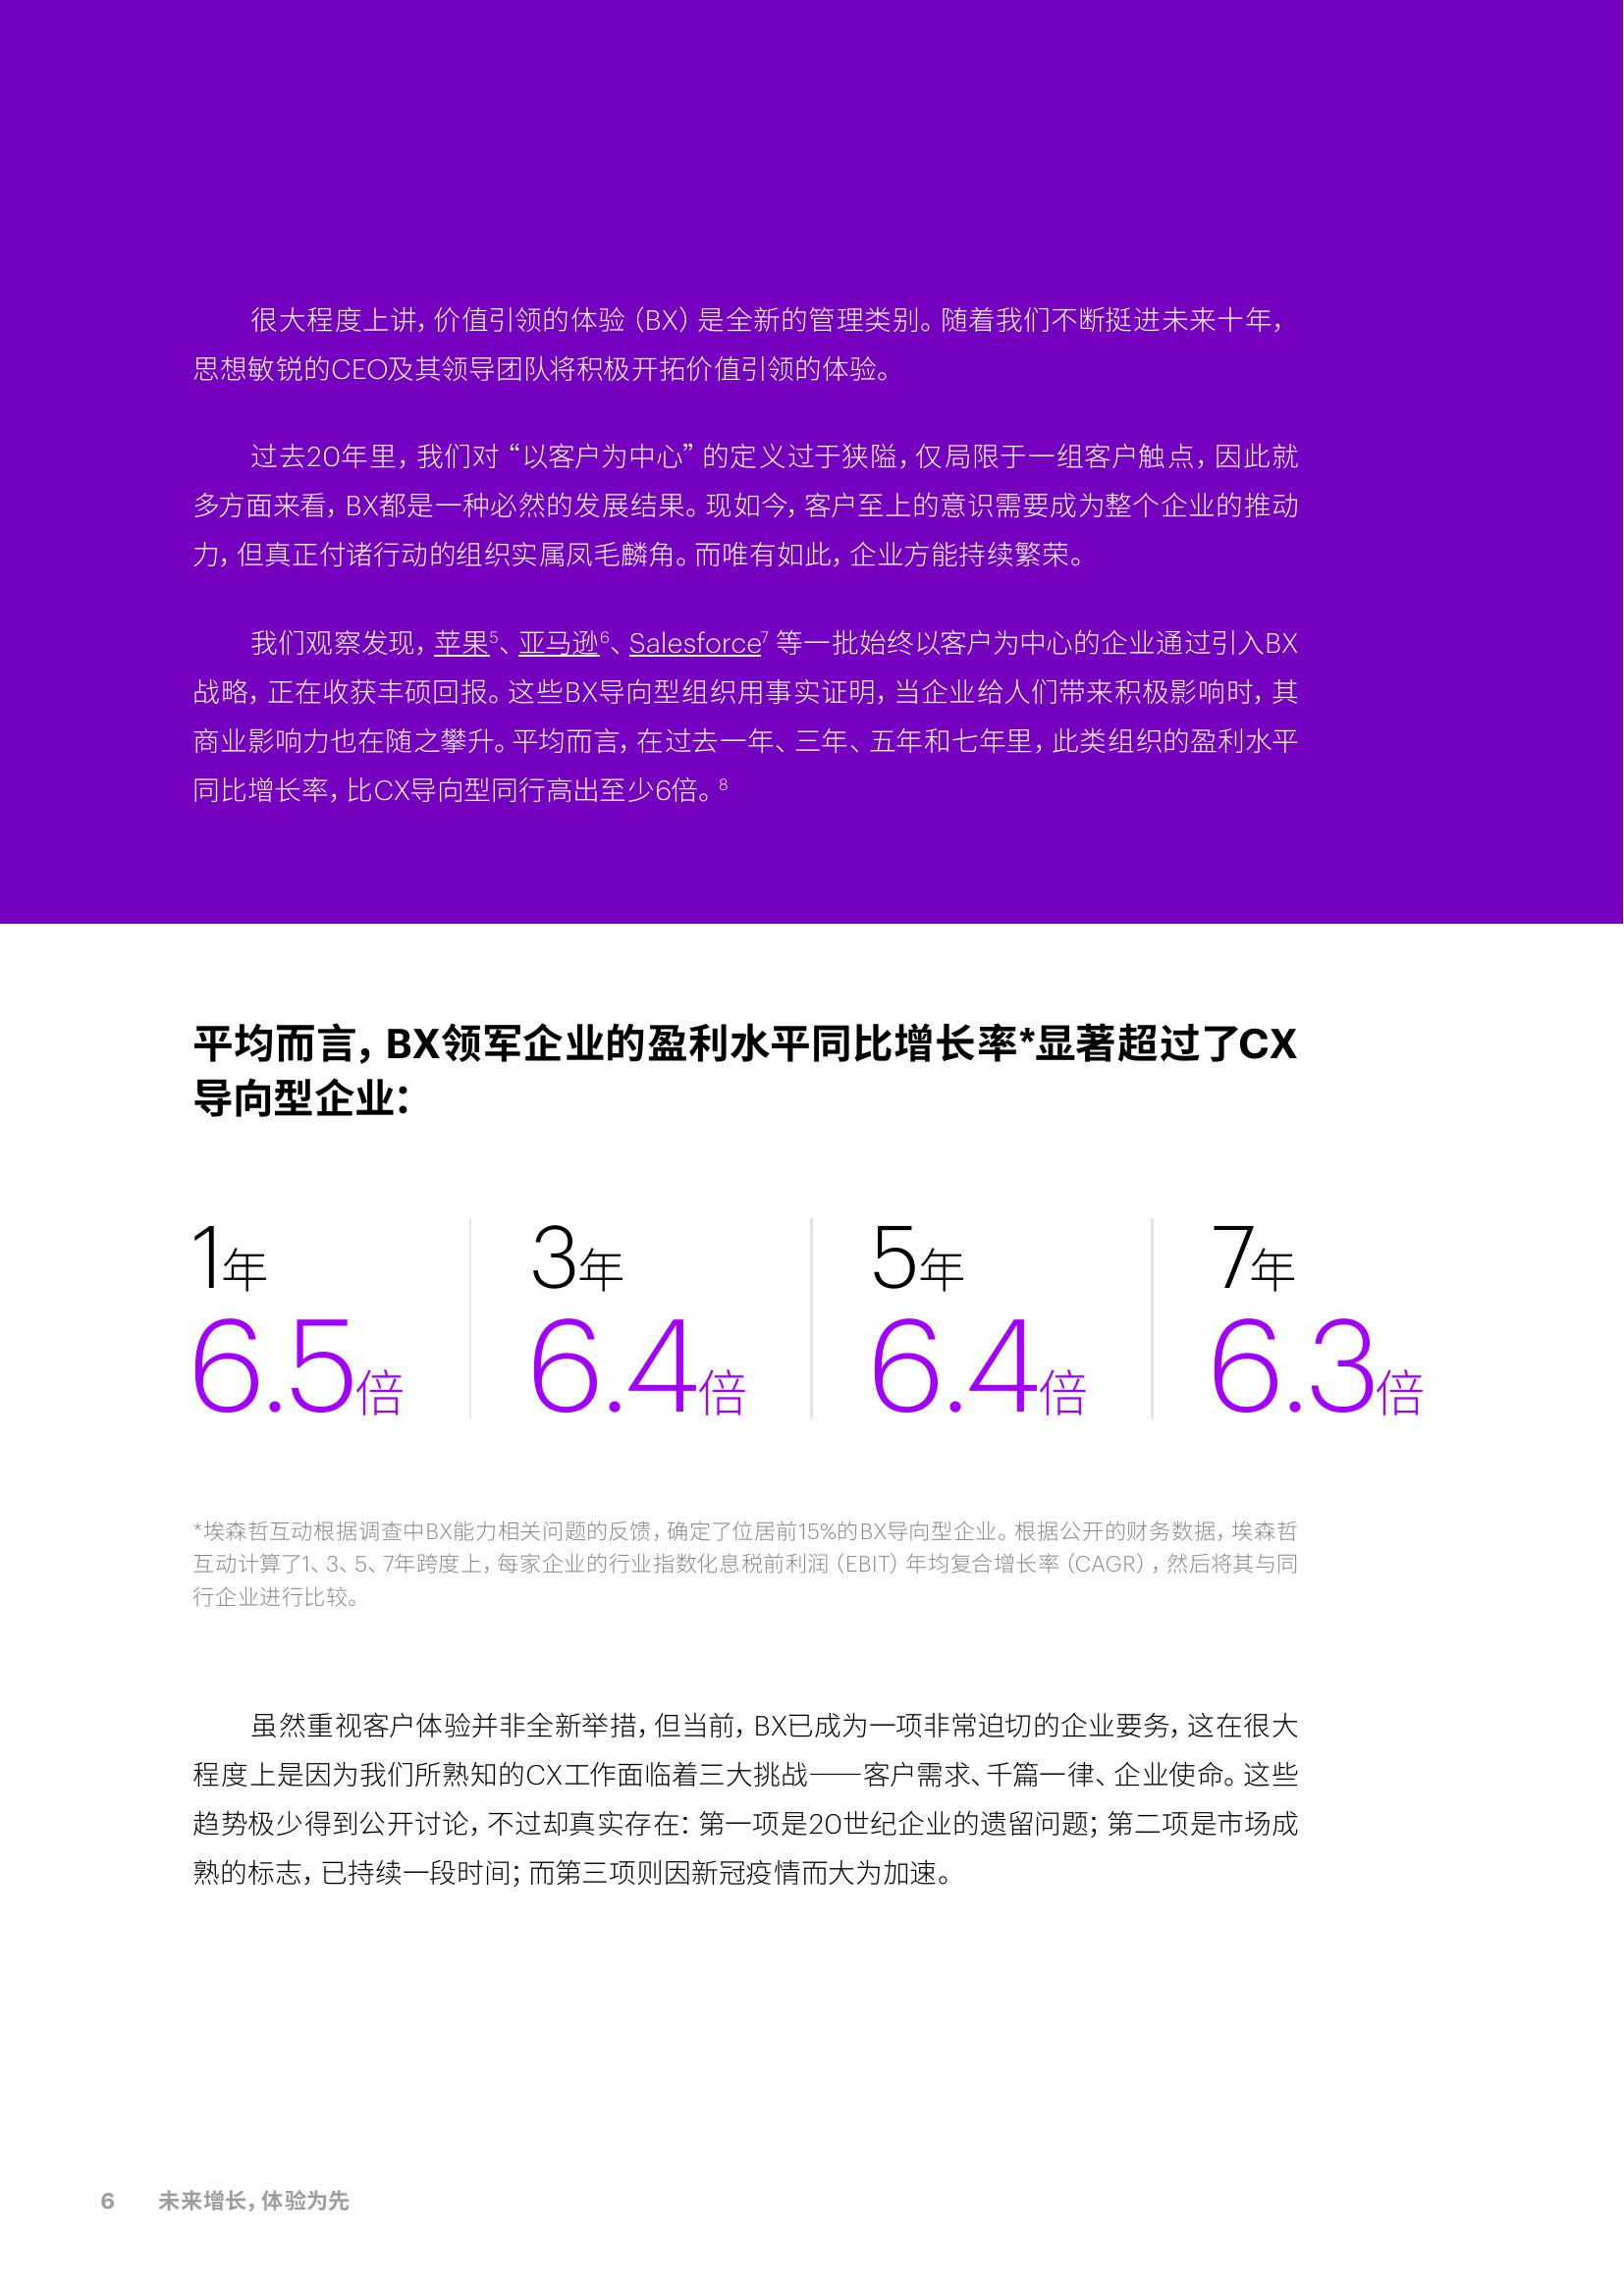 很大程度上讲，价值引领的体验（BX）是全新的管理类别。随着我们不断挺进未来十年，
思想敏锐的CEO及其领导团队将积极开拓价值引领的体验。
过去20年里，我们对“以客户为中心”的定义过于狭隘，仅局限于一组客户触点，因此就
多方面来看，BX都是一种必然的发展结果。现如今，客户至上的意识需要成为整个企业的推动
力，但真正付诸行动的组织实属凤毛麟角。而唯有如此，企业方能持续繁荣。
我们观察发现，苹果5、亚马逊6、Salesforce7 等一批始终以客户为中心的企业通过引入BX
战略，正在收获丰硕回报。这些BX导向型组织用事实证明，当企业给人们带来积极影响时，其
商业影响力也在随之攀升。平均而言，在过去一年、三年、五年和七年里，此类组织的盈利水平
同比增长率，比CX导向型同行高出至少6倍。8
平均而言，BX领军企业的盈利水平同比增长率*显著超过了CX
导向型企业：
1年
6.5倍
3年
6.4倍
5年
6.4倍
7年
6.3倍
*埃森哲互动根据调查中BX能力相关问题的反馈，确定了位居前15%的BX导向型企业。根据公开的财务数据，埃森哲
互动计算了1、3、5、7年跨度上，每家企业的行业指数化息税前利润（EBIT）年均复合增长率（CAGR），然后将其与同
行企业进行比较。
虽然重视客户体验并非全新举措，但当前，BX已成为一项非常迫切的企业要务，这在很大
程度上是因为我们所熟知的CX工作面临着三大挑战——客户需求、千篇一律、企业使命。这些
趋势极少得到公开讨论，不过却真实存在：第一项是20世纪企业的遗留问题；第二项是市场成
熟的标志，已持续一段时间；而第三项则因新冠疫情而大为加速。
6 未来增长，体验为先